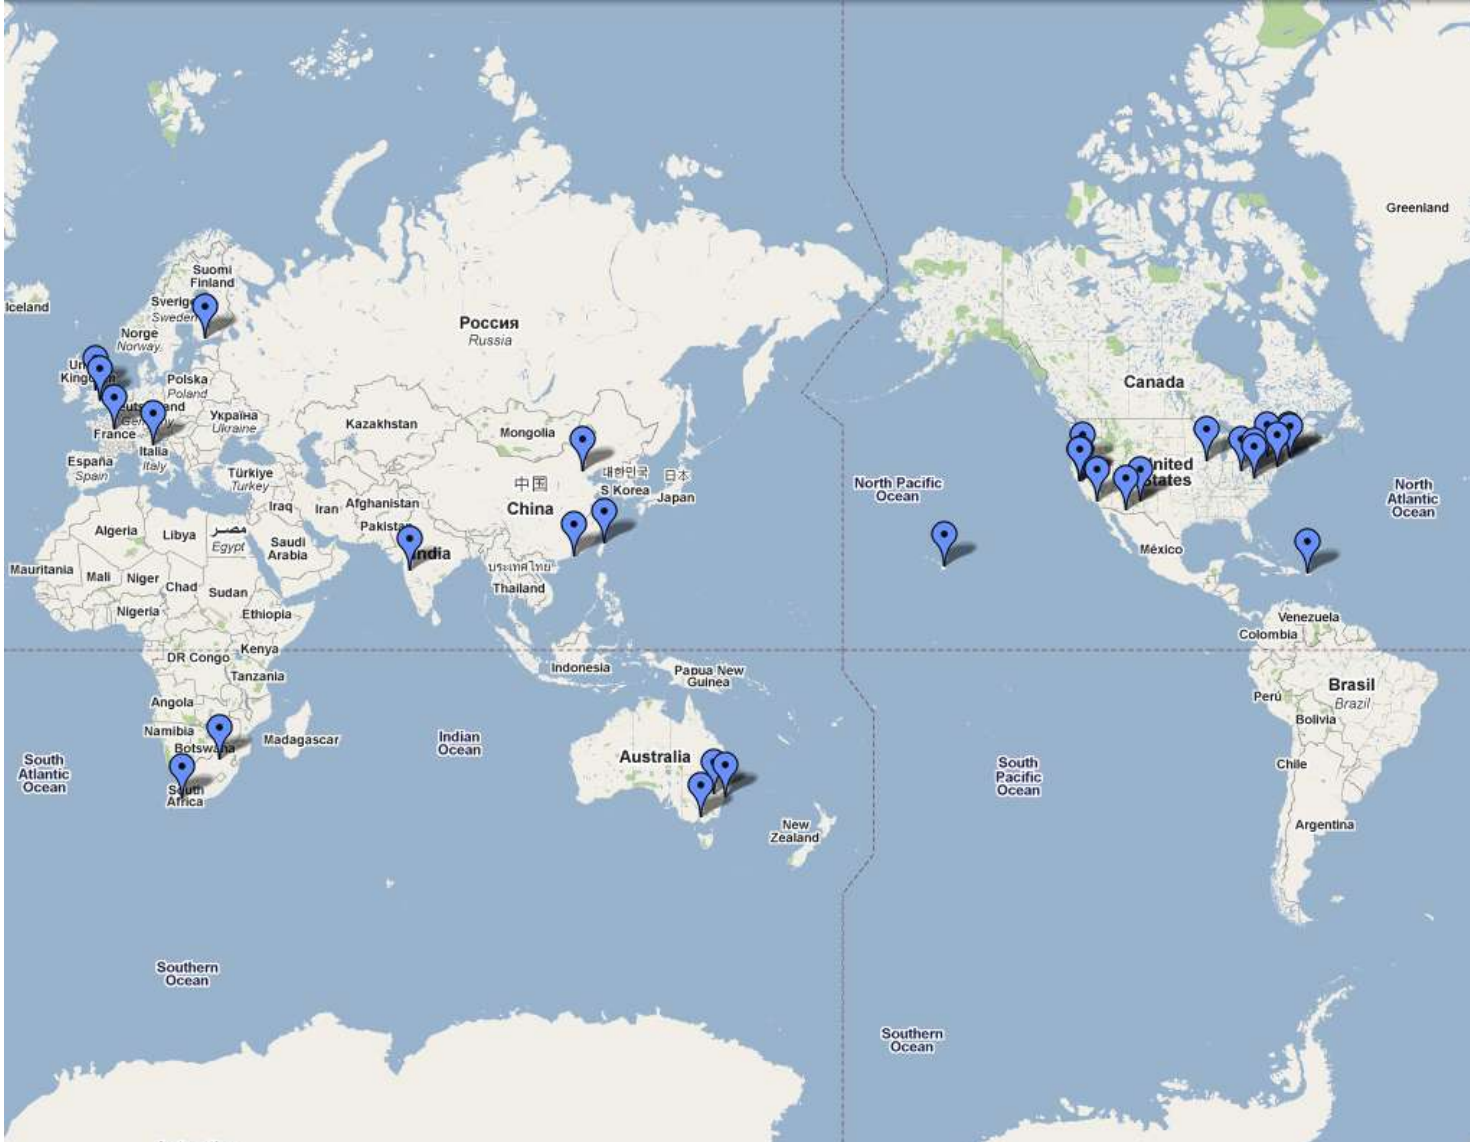 Greenland
Suomi
Finland
Iceland
Sverige
Sweden
Россия
Russia
Norge
Norway
Polska
Poland
Canada
Україна
Ukraine
Germany
France
Kazakhstan
Mongolia
Italia
Italy
España
Spain
Türkiye
Turkey
대한민국
S Korea
日本
Japan
中国
China
United
States
North Pacific
Ocean
North
Atlantic
Ocean
Iraq
Iran
Afghanistan
Pakistan
Algeria
Libya
مصر
Egypt
Saudi
Arabia
India
México
ประเทศไทย
Thailand
Mauritania
Mali
Niger
Chad
Sudan
Nigeria
Ethiopia
Venezuela
Colombia
DR Congo
Kenya
Tanzania
Indonesia
Papua New
Guinea
Perú
Brasil
Brazil
Bolivia
Angola
Namibia
Botswana
Madagascar
Indian
Ocean
Australia
South
Atlantic
Ocean
South
Pacific
Ocean
Chile
South
Africa
New
Zealand
Argentina
Southern
Ocean
Southern
Ocean